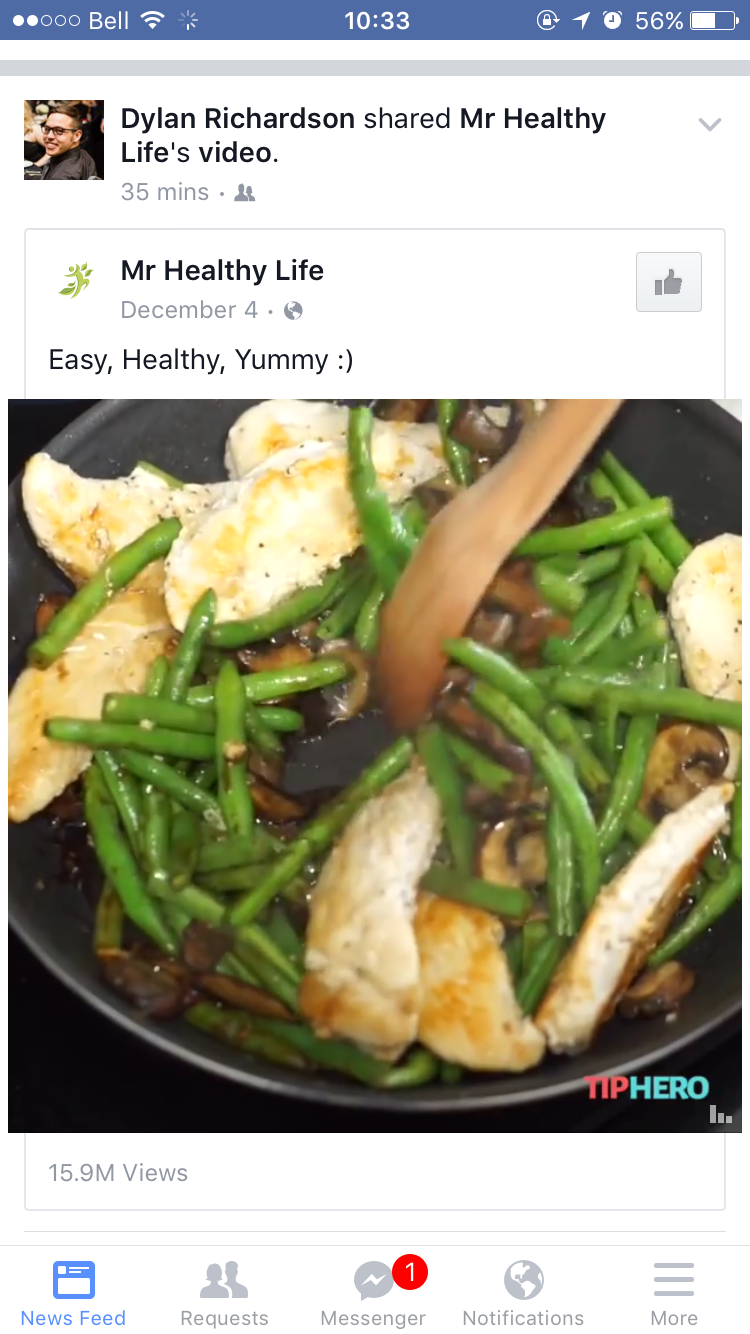 Bell 10:33 56%
Dylan Richardson shared Mr Healthy
Life's video.
35 mins ·
Mr Healthy Life
December 4 ·
Easy, Healthy, Yummy :)
TIPHERO
15.9M Views
1
News Feed Requests Messenger Notifications More